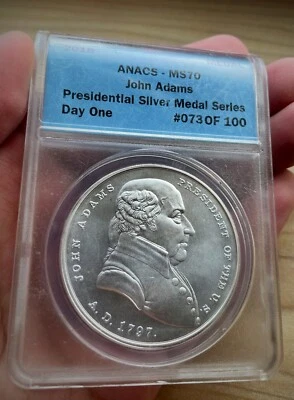 2018
ANACS - MS70
John Adams
Presidential Silver Medal Series
Day One #073 OF 100
JOHN ADAMS PRESIDENT OF THE U.S.
A.D. 1797.